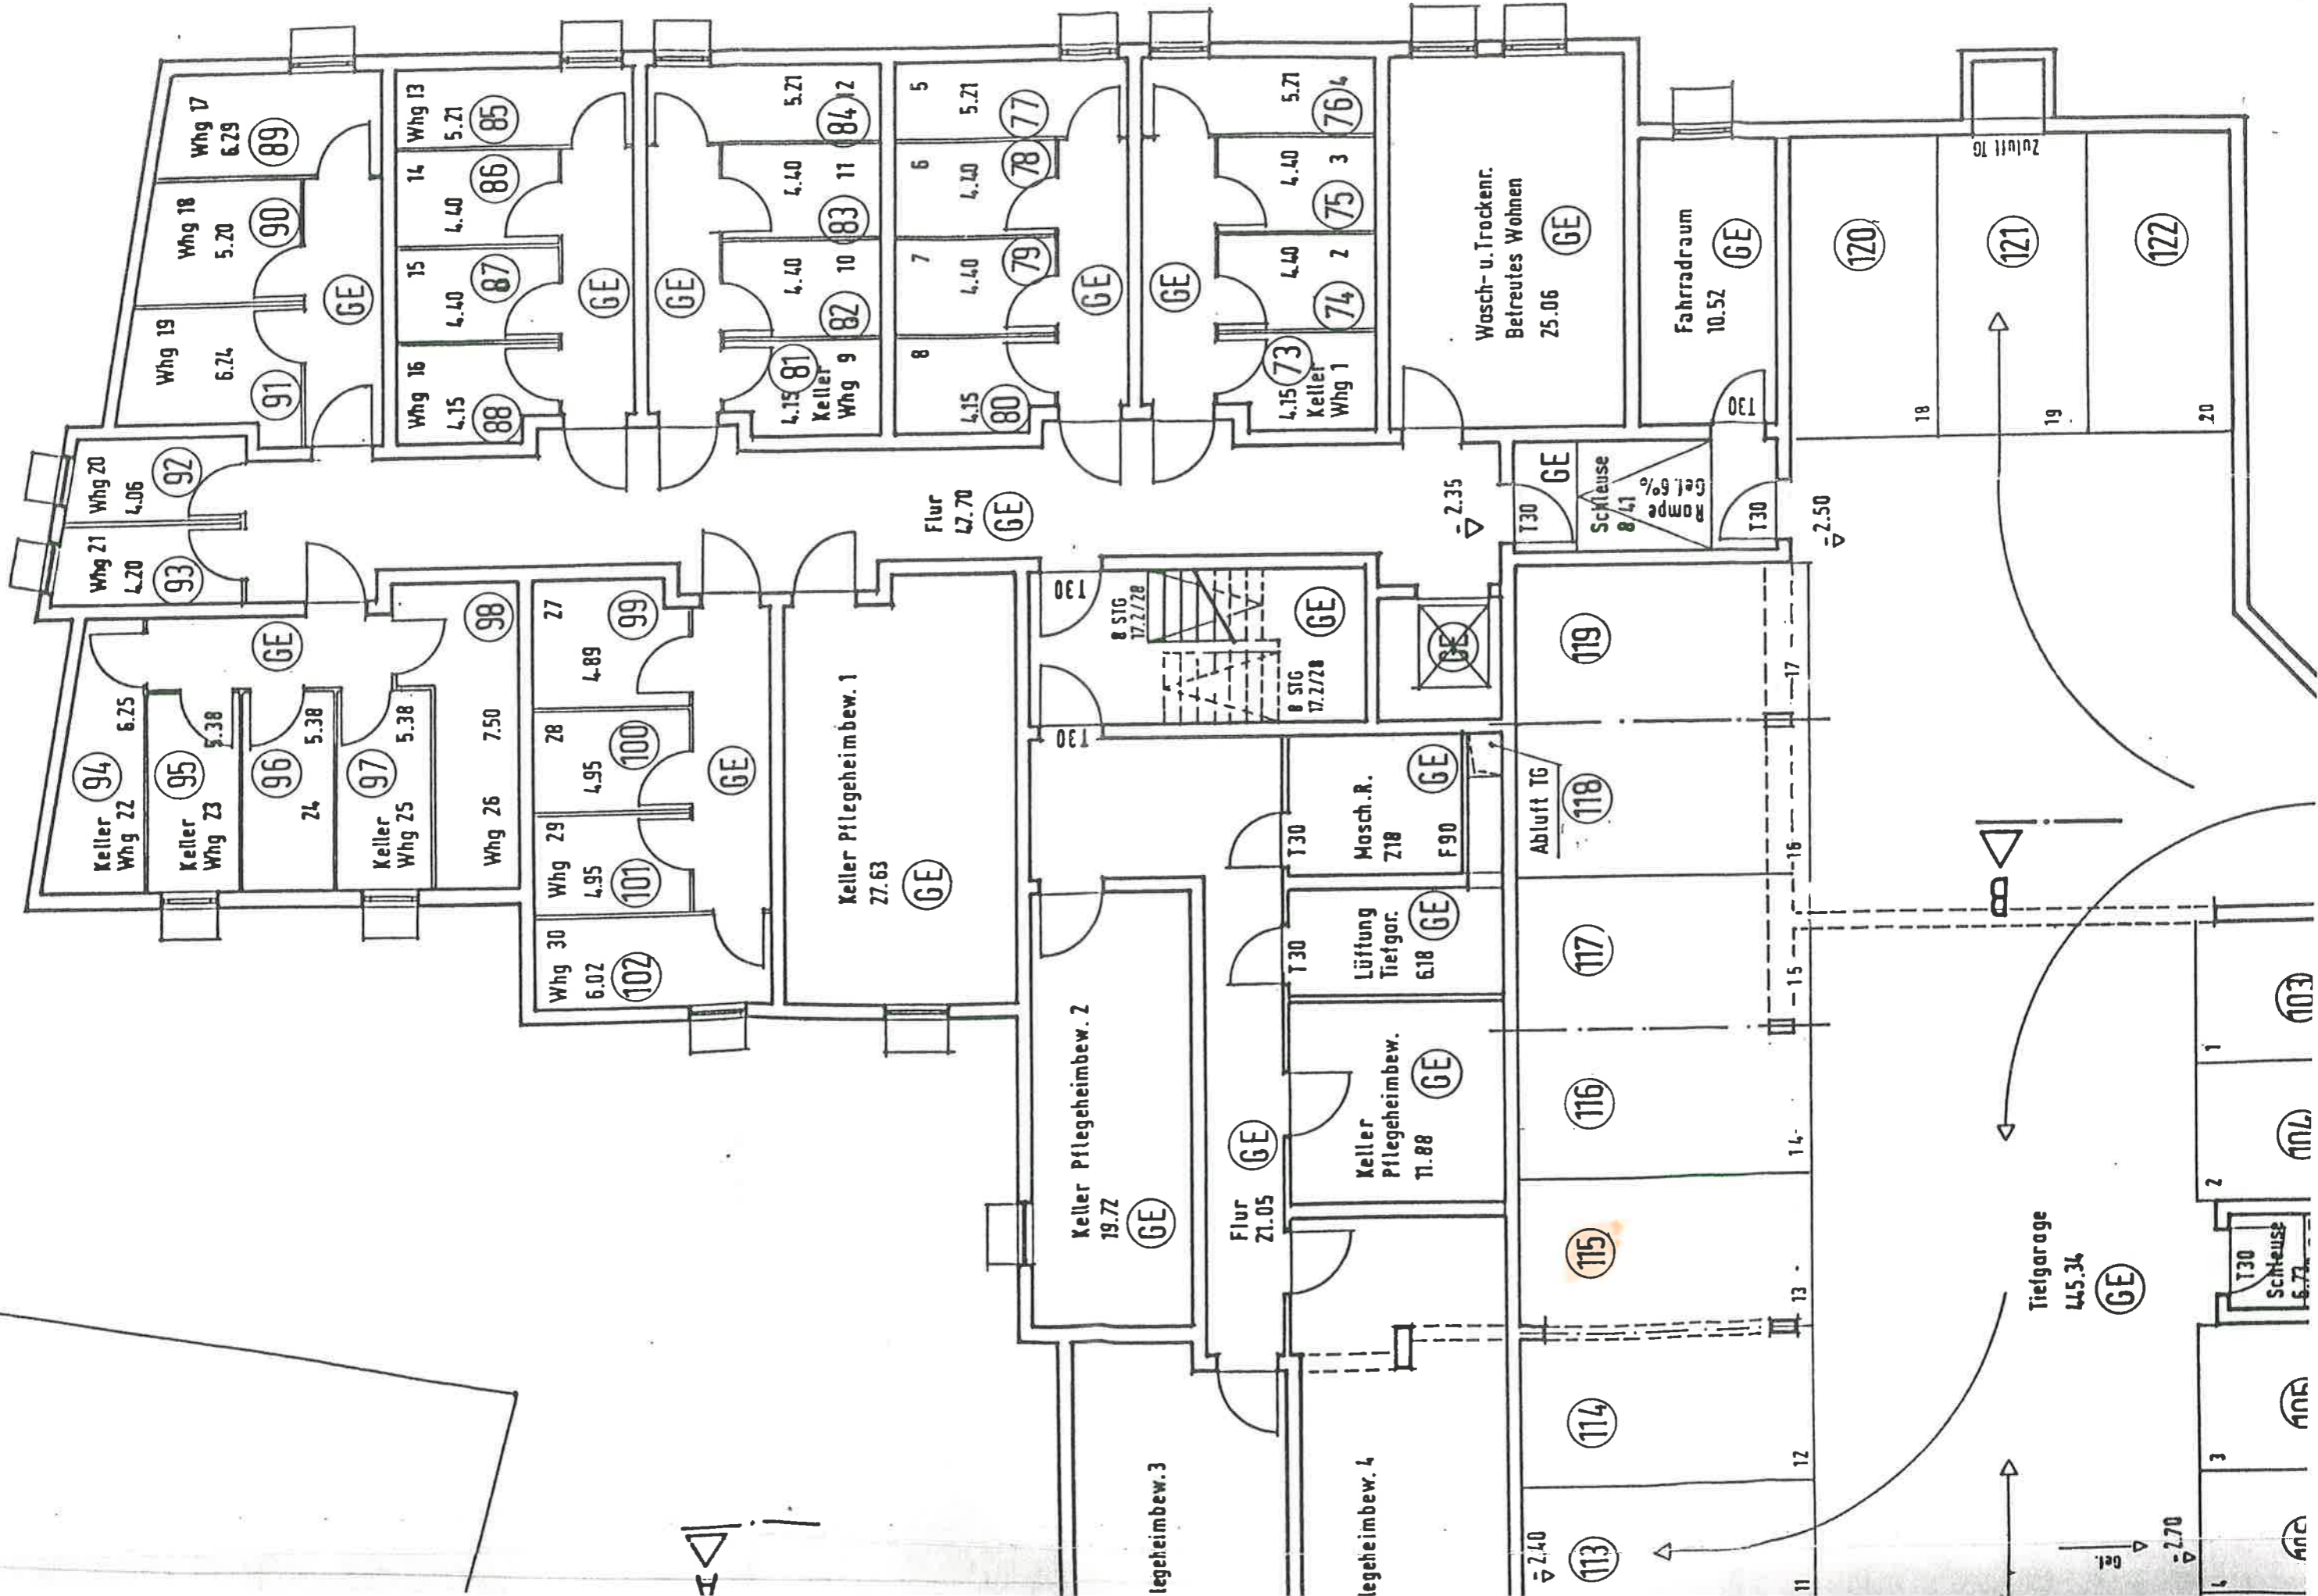 Whg 17
6.29
89
Whg 18
5.20
90
Whg 19
6.24
91
GE
Whg 13
5.21
85
14
4.40
86
15
4.40
87
Whg 16
4.15
88
GE
GE
5.21
84
12
4.40
83
11
4.40
82
10
4.15
81
Keller
Whg 9
5
5.21
77
6
4.40
78
7
4.40
79
8
4.15
80
GE
GE
5.21
76
4
4.40
75
3
4.40
74
2
4.15
73
Keller
Whg 1
Wasch- u. Trockenr.
Betreutes Wohnen
25.06
GE
Fahrradraum
10.52
GE
T30
Zuluft TG
120
18
121
19
122
20
Whg 20
4.06
92
Whg 21
4.20
93
Flur
47.70
GE
-2.35
T30
GE
Schleuse
8.41
Rampe
Gef. 6%
T30
-2.50
Keller
Whg 22
94
6.25
Keller
Whg 23
95
5.38
24
96
5.38
Keller
Whg 25
97
5.38
Whg 26
7.50
98
GE
27
4.89
99
28
4.95
100
Whg 29
4.95
101
Whg 30
6.02
102
GE
Keller Pflegeheimbew. 1
27.63
GE
T30
T30
8 STG
17.2/28
8 STG
17.2/28
GE
GE
Keller Pflegeheimbew. 2
19.72
GE
Flur
21.05
GE
T30
Masch.R.
7.18
F90
GE
T30
Lüftung
Tiefgar.
6.18
GE
Keller
Pflegeheimbew.
11.88
GE
Abluft TG
119
17
118
16
117
15
116
14
115
13
114
12
113
11
-2.40
legeheimbew. 3
legeheimbew. 4
B
Tiefgarage
445.34
GE
103
1
104
2
T30
Schleuse
6.73
3
4
Gef.
-2.70